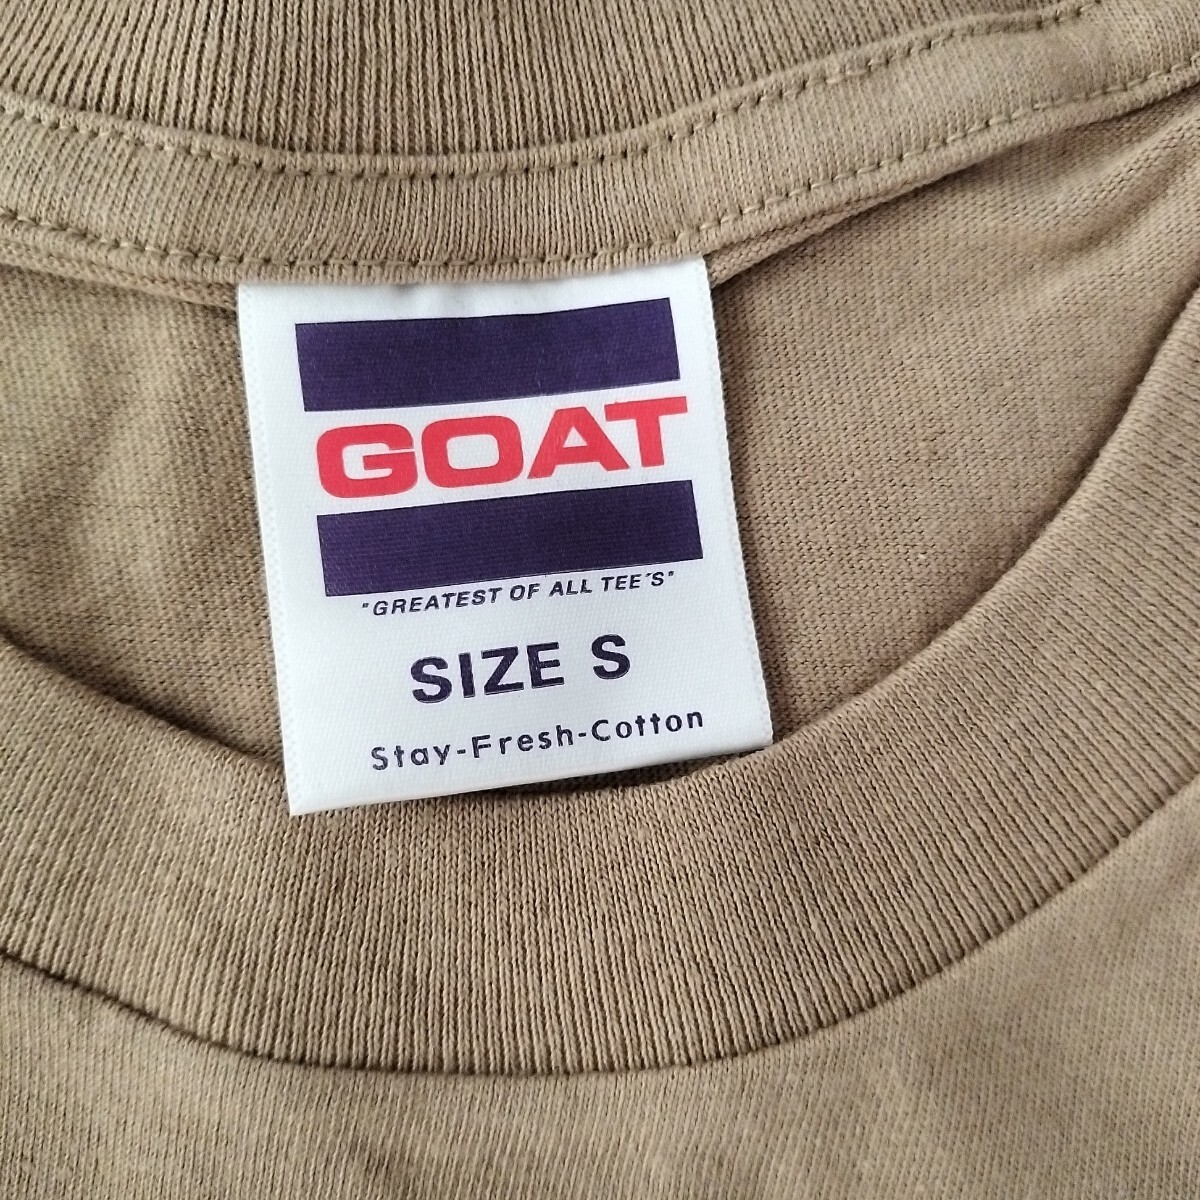 GOAT
"GREATEST OF ALL TEE'S"
SIZE S
Stay-Fresh-Cotton